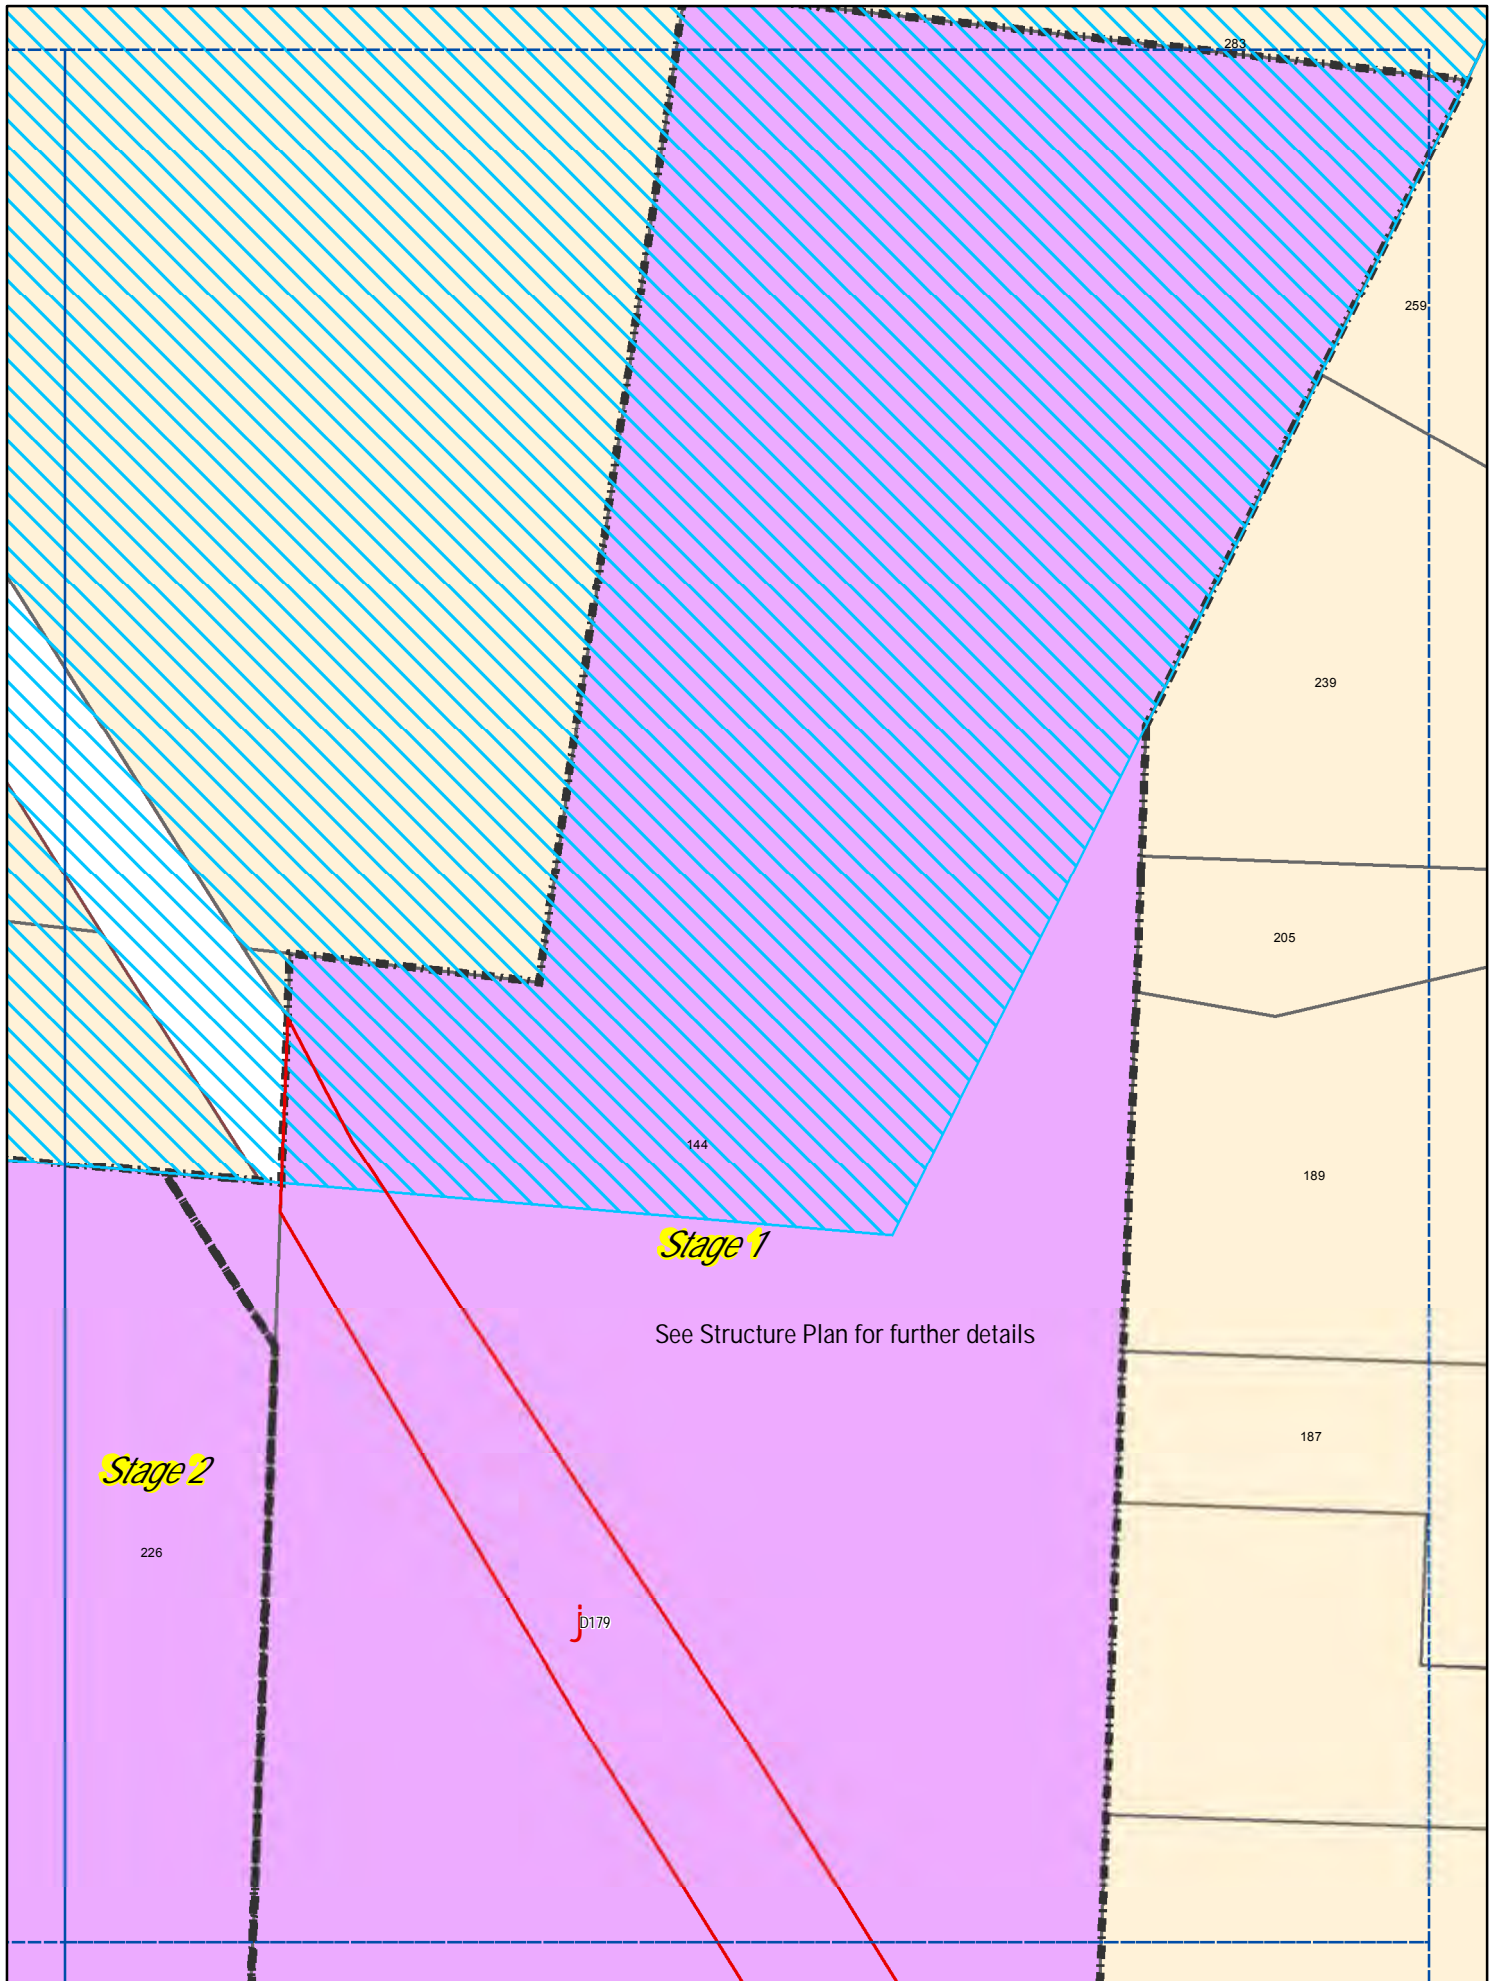 283
259
239
205
144
189
Stage 1
See Structure Plan for further details
187
Stage 2
226
j D179